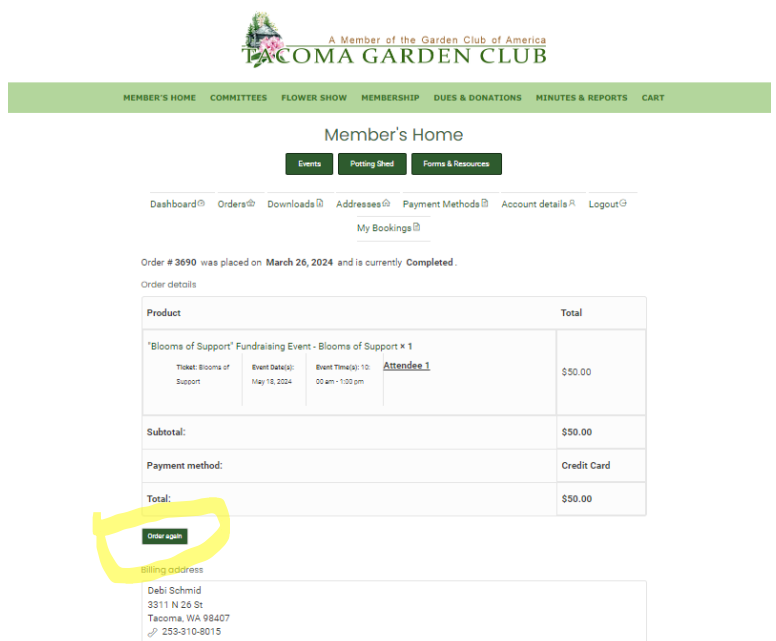 A Member of the Garden Club of America
TACOMA GARDEN CLUB
MEMBER'S HOME COMMITTEES FLOWER SHOW MEMBERSHIP DUES & DONATIONS MINUTES & REPORTS CART
Member's Home
Events Potting Shed Forms & Resources
Dashboard Orders Downloads Addresses Payment Methods Account details Logout
My Bookings
Order # 3690 was placed on March 26, 2024 and is currently Completed.
Order details
Product Total
"Blooms of Support" Fundraising Event - Blooms of Support × 1
Ticket: Blooms of Event Date(s): Event Time(s): 10: Attendee 1
$50.00
Support May 18, 2024 00 am - 1:00 pm
Subtotal: $50.00
Payment method: Credit Card
Total: $50.00
Order again
Billing address
Debi Schmid
3311 N 26 St
Tacoma, WA 98407
253-310-8015